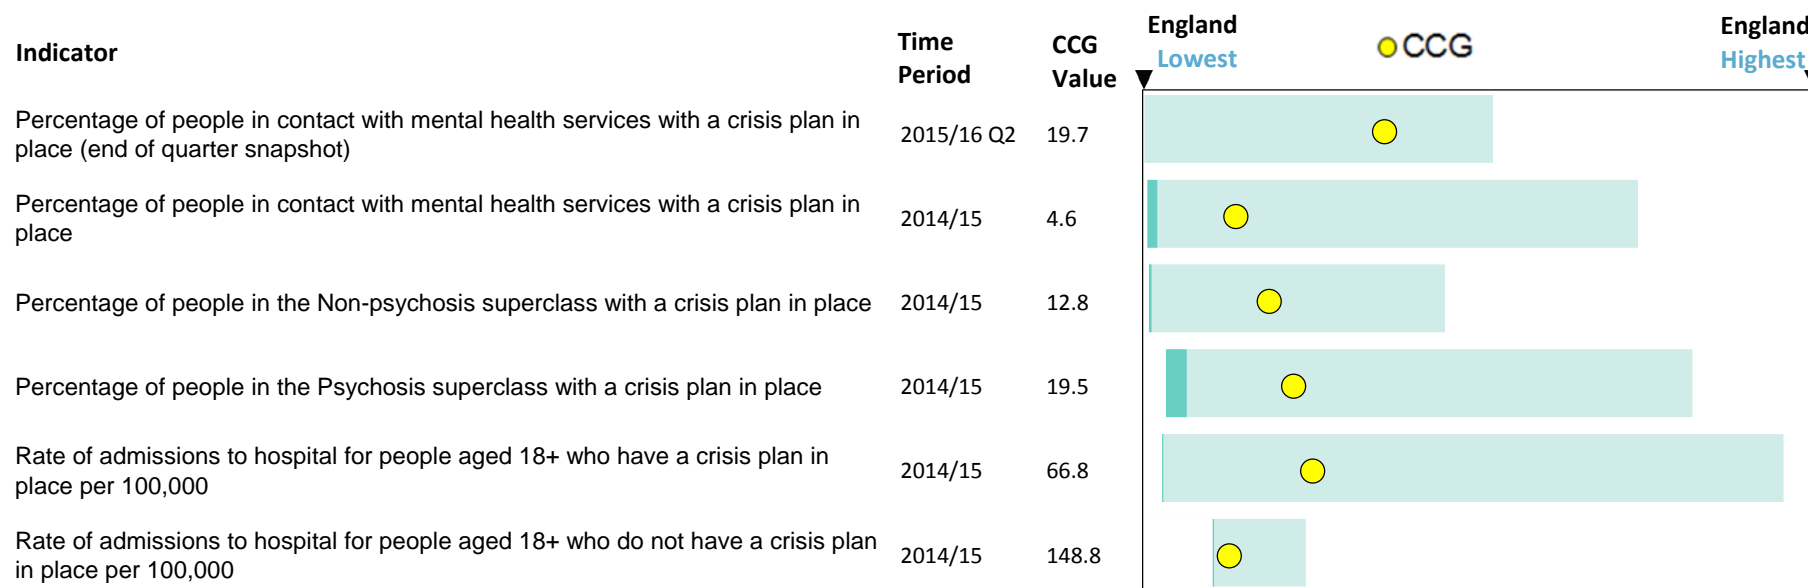 Indicator
Time Period
CCG Value
England Lowest
CCG
England Highest
Percentage of people in contact with mental health services with a crisis plan in
place (end of quarter snapshot)
2015/16 Q2
19.7
Percentage of people in contact with mental health services with a crisis plan in
place
2014/15
4.6
Percentage of people in the Non-psychosis superclass with a crisis plan in place
2014/15
12.8
Percentage of people in the Psychosis superclass with a crisis plan in place
2014/15
19.5
Rate of admissions to hospital for people aged 18+ who have a crisis plan in
place per 100,000
2014/15
66.8
Rate of admissions to hospital for people aged 18+ who do not have a crisis plan
in place per 100,000
2014/15
148.8